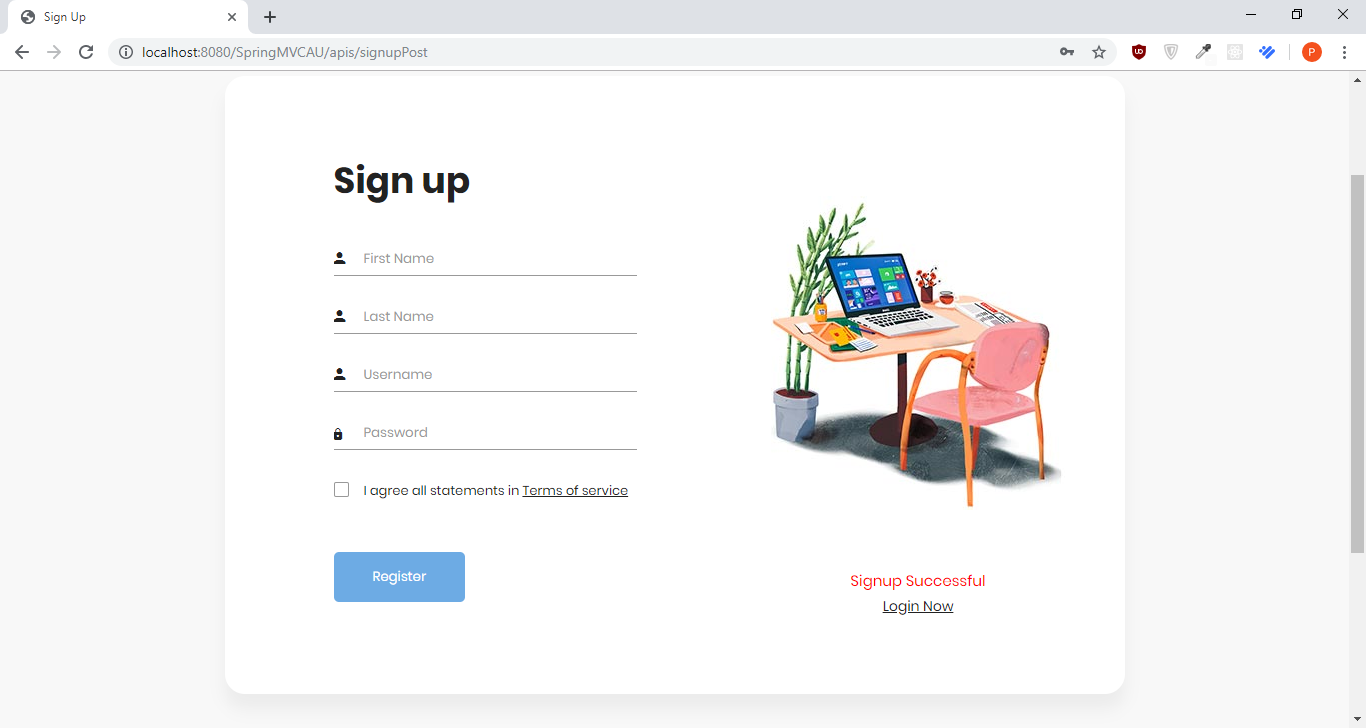 Sign Up
localhost:8080/SpringMVCAU/apis/signupPost
P
Sign up
First Name
Last Name
Username
Password
I agree all statements in Terms of service
Register
Signup Successful
Login Now